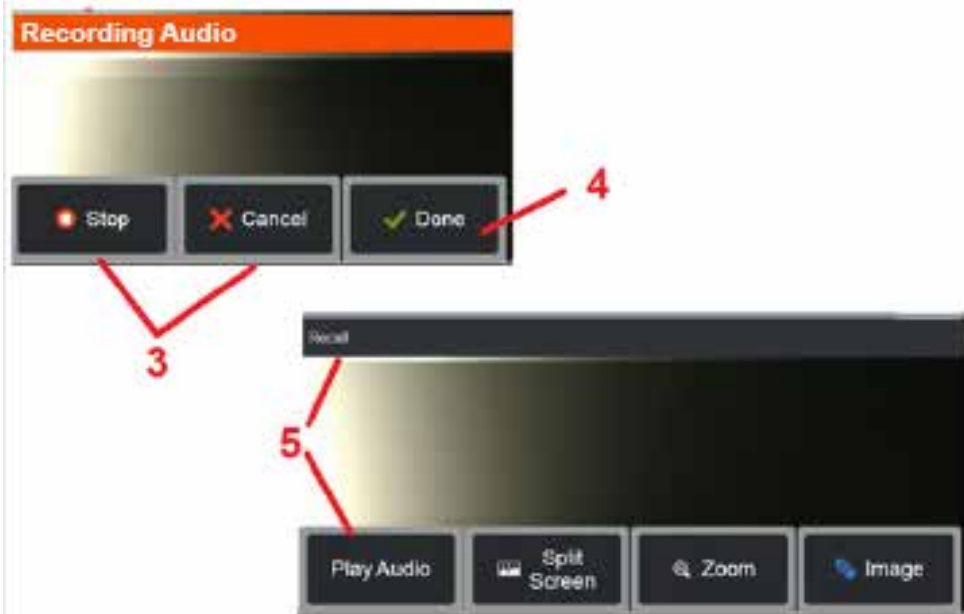 Recording Audio
Stop
Cancel
Done
4
3
Recall
5
Play Audio
Split
Screen
Zoom
Image